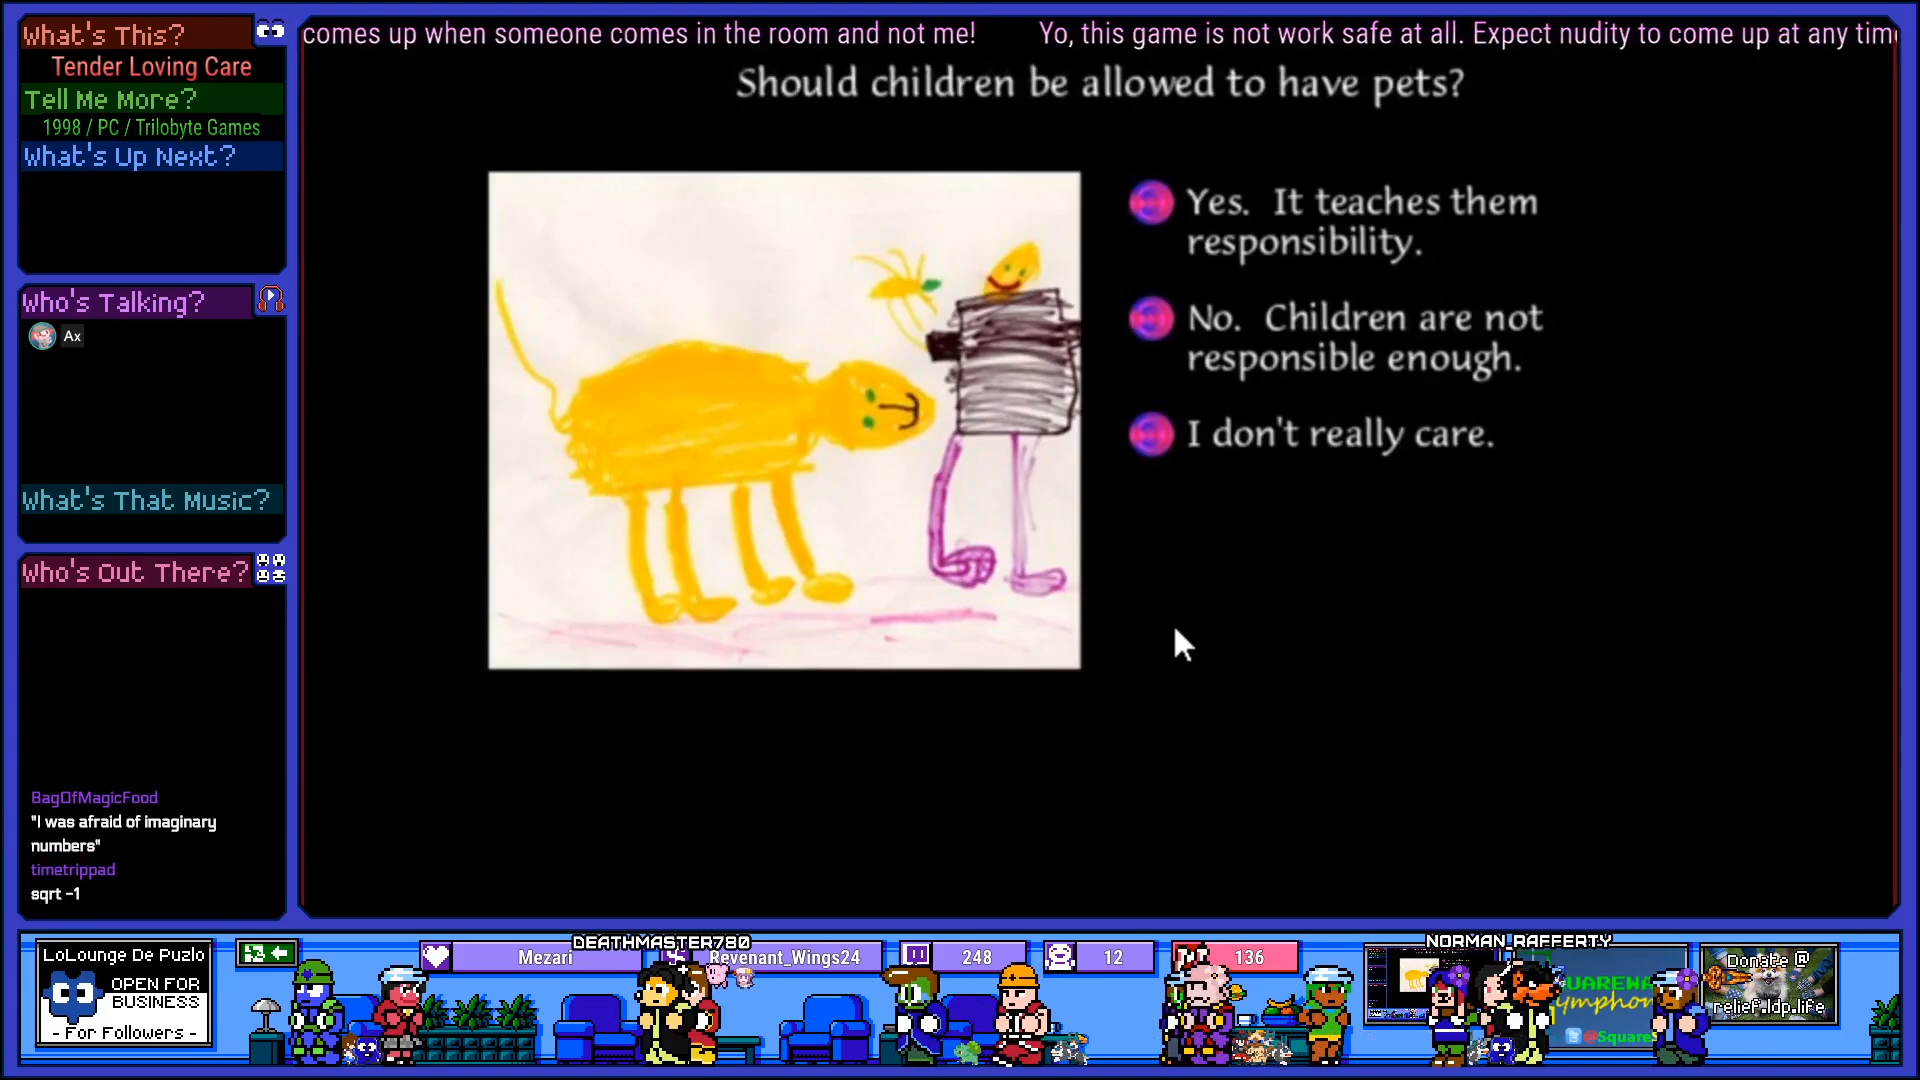 What's This?
Tender Loving Care
Tell Me More?
1998 / PC / Trilobyte Games
What's Up Next?
Who's Talking?
Ax
What's That Music?
Who's Out There?
BagOfMagicFood
"I was afraid of imaginary
numbers"
timetrippad
sqrt -1
comes up when someone comes in the room and not me! Yo, this game is not work safe at all. Expect nudity to come up at any time
Should children be allowed to have pets?
Yes. It teaches them
responsibility.
No. Children are not
responsible enough.
I don't really care.
LoLounge De Puzlo
OPEN FOR
BUSINESS
- For Followers -
DEATHMASTER780
Mezari
Revenant_Wings24
248
12
136
NORMAN_RAFFERTY
Donate @
relief.ldp.life